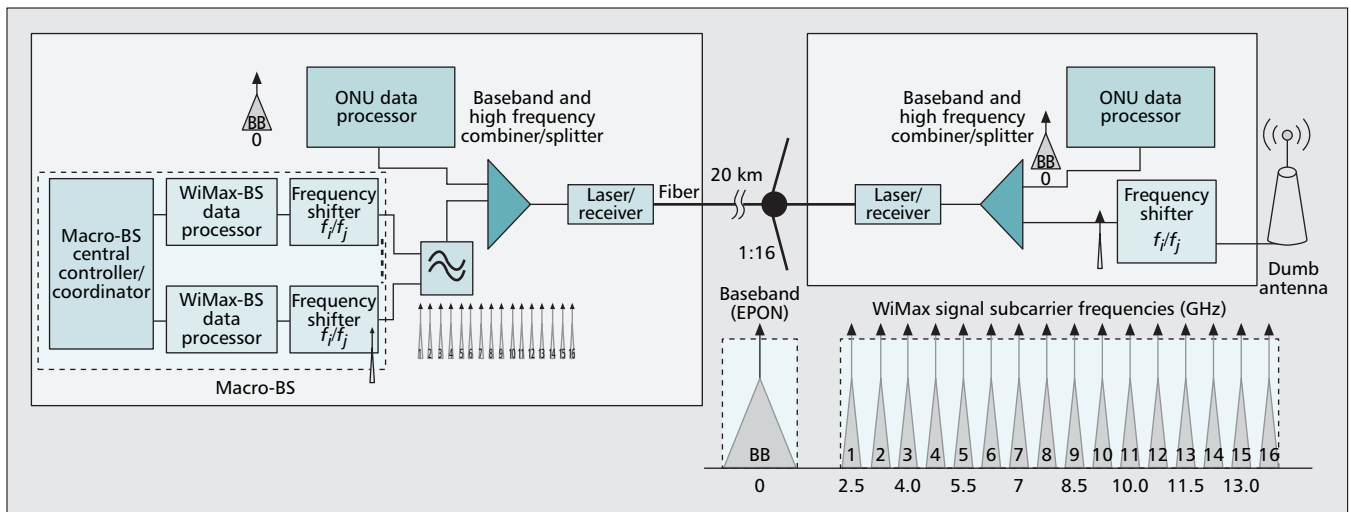 BB
0
ONU data
processor
Baseband and
high frequency
combiner/splitter
Macro-BS
central
controller/
coordinator
WiMax-BS
data
processor
Frequency
shifter
fi/fj
WiMax-BS
data
processor
Frequency
shifter
fi/fj
Macro-BS
1 2 3 4 5 6 7 8 9 10 11 12 13 14 15 16
Laser/
receiver
Fiber
20 km
1:16
Laser/
receiver
Baseband and
high frequency
combiner/splitter
BB
0
ONU data
processor
Frequency
shifter
fi/fj
Dumb
antenna
Baseband
(EPON)
BB
0
WiMax signal subcarrier frequencies (GHz)
1 2 3 4 5 6 7 8 9 10 11 12 13 14 15 16
2.5 4.0 5.5 7 8.5 10.0 11.5 13.0